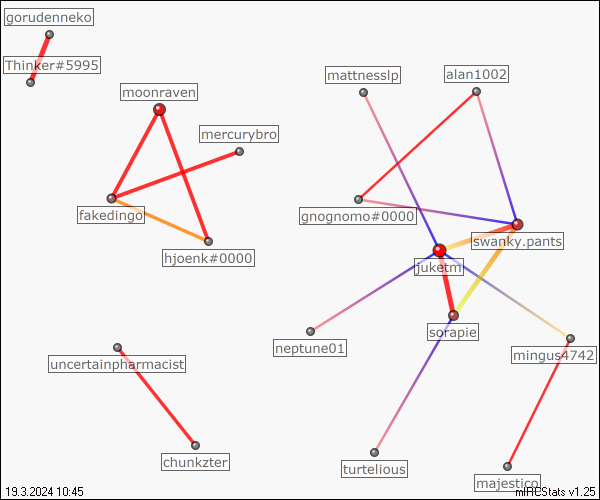 gorudenneko
Thinker#5995
mattnesslp
alan1002
moonraven
mercurybro
fakedingo
gnognomo#0000
swanky.pants
hjoenk#0000
juketm
sorapie
neptune01
mingus4742
uncertainpharmacist
chunkzter
turtelious
majestico
19.3.2024 10:45
mIRCStats v1.25